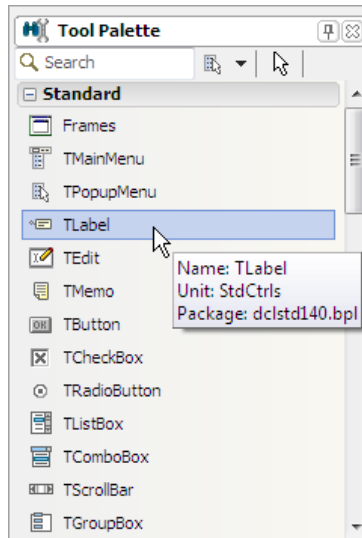 Tool Palette
Search
Standard
Frames
TMainMenu
TPopupMenu
TLabel
TEdit
Name: TLabel
Unit: StdCtrls
TMemo
Package: dclstd140.bpl
TButton
OK
TCheckBox
TRadioButton
TListBox
TComboBox
TScrollBar
TGroupBox